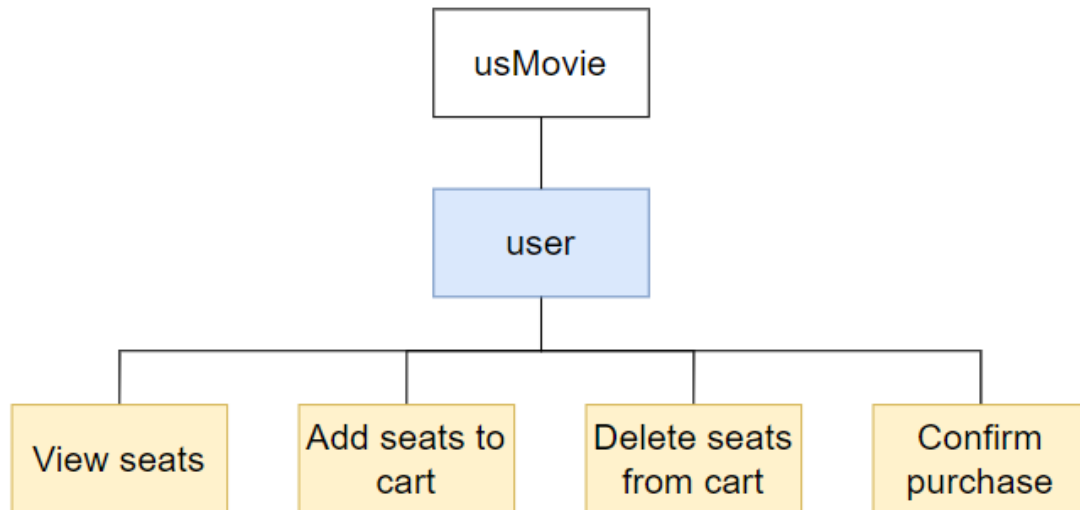 usMovie
user
View seats
Add seats to
cart
Delete seats
from cart
Confirm
purchase